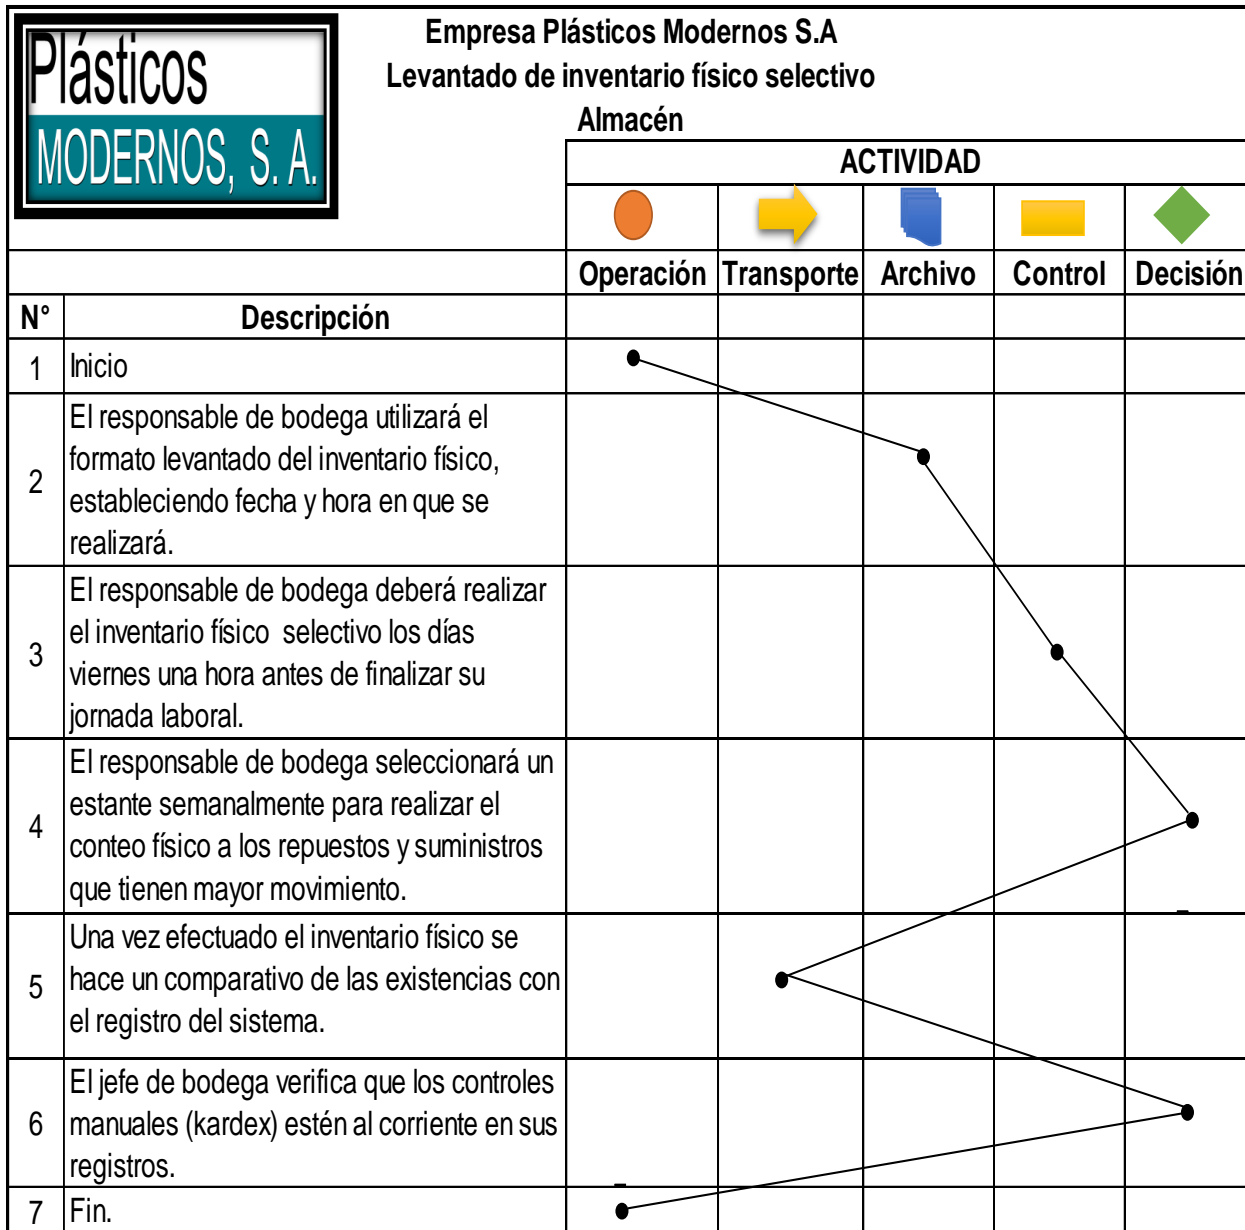 Plásticos
MODERNOS, S. A.
Empresa Plásticos Modernos S.A
Levantado de inventario físico selectivo
Almacén
ACTIVIDAD
Operación Transporte Archivo Control Decisión
N° Descripción
1 Inicio
2 El responsable de bodega utilizará el
formato levantado del inventario físico,
estableciendo fecha y hora en que se
realizará.
3 El responsable de bodega deberá realizar
el inventario físico selectivo los días
viernes una hora antes de finalizar su
jornada laboral.
4 El responsable de bodega seleccionará un
estante semanalmente para realizar el
conteo físico a los repuestos y suministros
que tienen mayor movimiento.
5 Una vez efectuado el inventario físico se
hace un comparativo de las existencias con
el registro del sistema.
6 El jefe de bodega verifica que los controles
manuales (kardex) estén al corriente en sus
registros.
7 Fin.